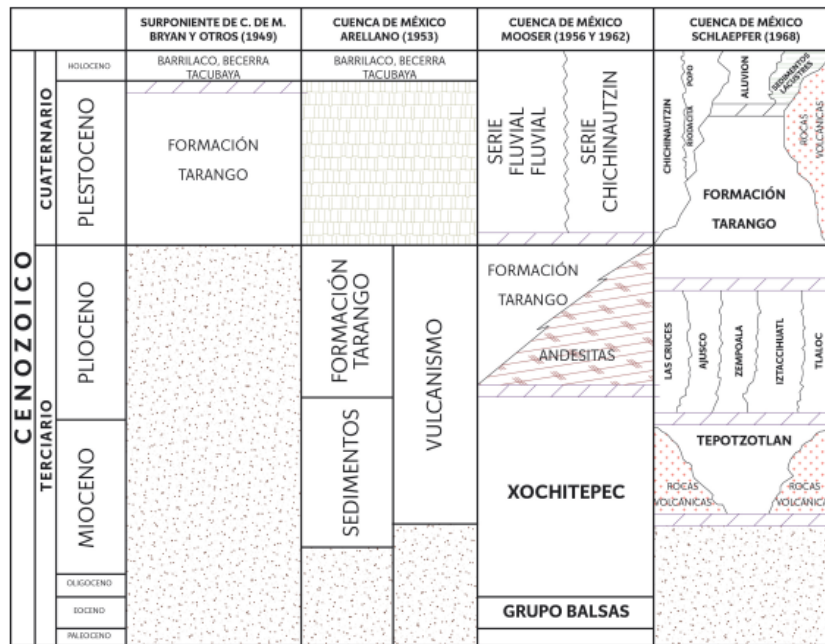 SURPONIENTE DE C. DE M.
BRYAN Y OTROS (1949)
CUENCA DE MÉXICO
ARELLANO (1953)
CUENCA DE MÉXICO
MOOSER (1956 Y 1962)
CUENCA DE MÉXICO
SCHLAEPFER (1968)
CENOZOICO
CUATERNARIO
TERCIARIO
HOLOCENO
PLESTOCENO
PLIOCENO
MIOCENO
OLIGOCENO
EOCENO
PALEOCENO
BARRILACO, BECERRA
TACUBAYA
FORMACIÓN
TARANGO
BARRILACO, BECERRA
TACUBAYA
FORMACIÓN
TARANGO
SEDIMENTOS
VULCANISMO
SERIE
FLUVIAL
FLUVIAL
SERIE
CHICHINAUTZIN
FORMACIÓN
TARANGO
ANDESITAS
XOCHITEPEC
GRUPO BALSAS
CHICHINAUTZIN
RIODACITA
POPO
ALUVION
SEDIMENTOS
LACUSTRES
ROCAS
VOLCÁNICAS
FORMACIÓN
TARANGO
LAS CRUCES
AJUSCO
ZEMPOALA
IZTACCIHUATL
TLALOC
TEPOTZOTLAN
ROCAS
VOLCANICAS
ROCAS
VOLCANICAS